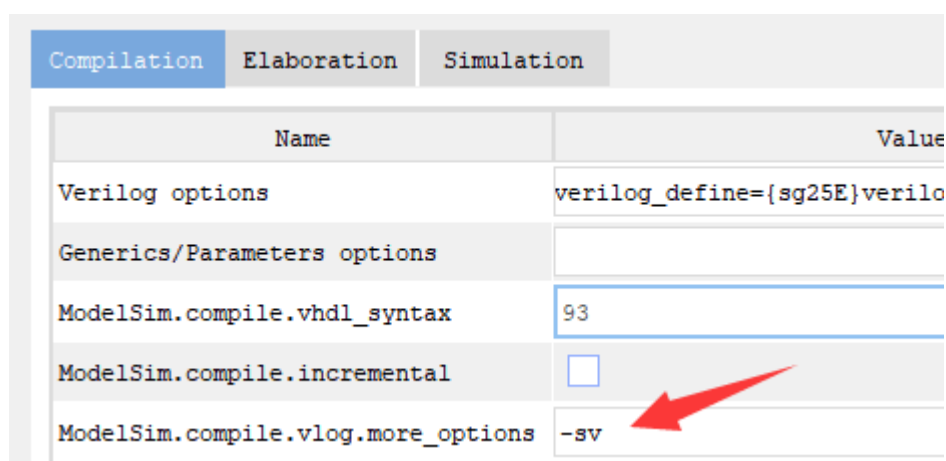 Compilation Elaboration Simulation
Name Value
Verilog options verilog_define={sg25E}verilo
Generics/Parameters options
ModelSim.compile.vhdl_syntax 93
ModelSim.compile.incremental
ModelSim.compile.vlog.more_options -sv